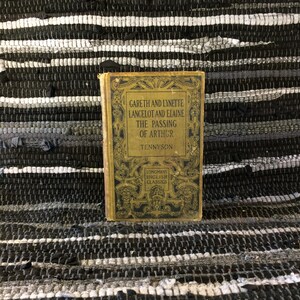 GARETH AND LYNETTE
LANCELOT AND ELAINE
THE PASSING
OF ARTHUR
TENNYSON